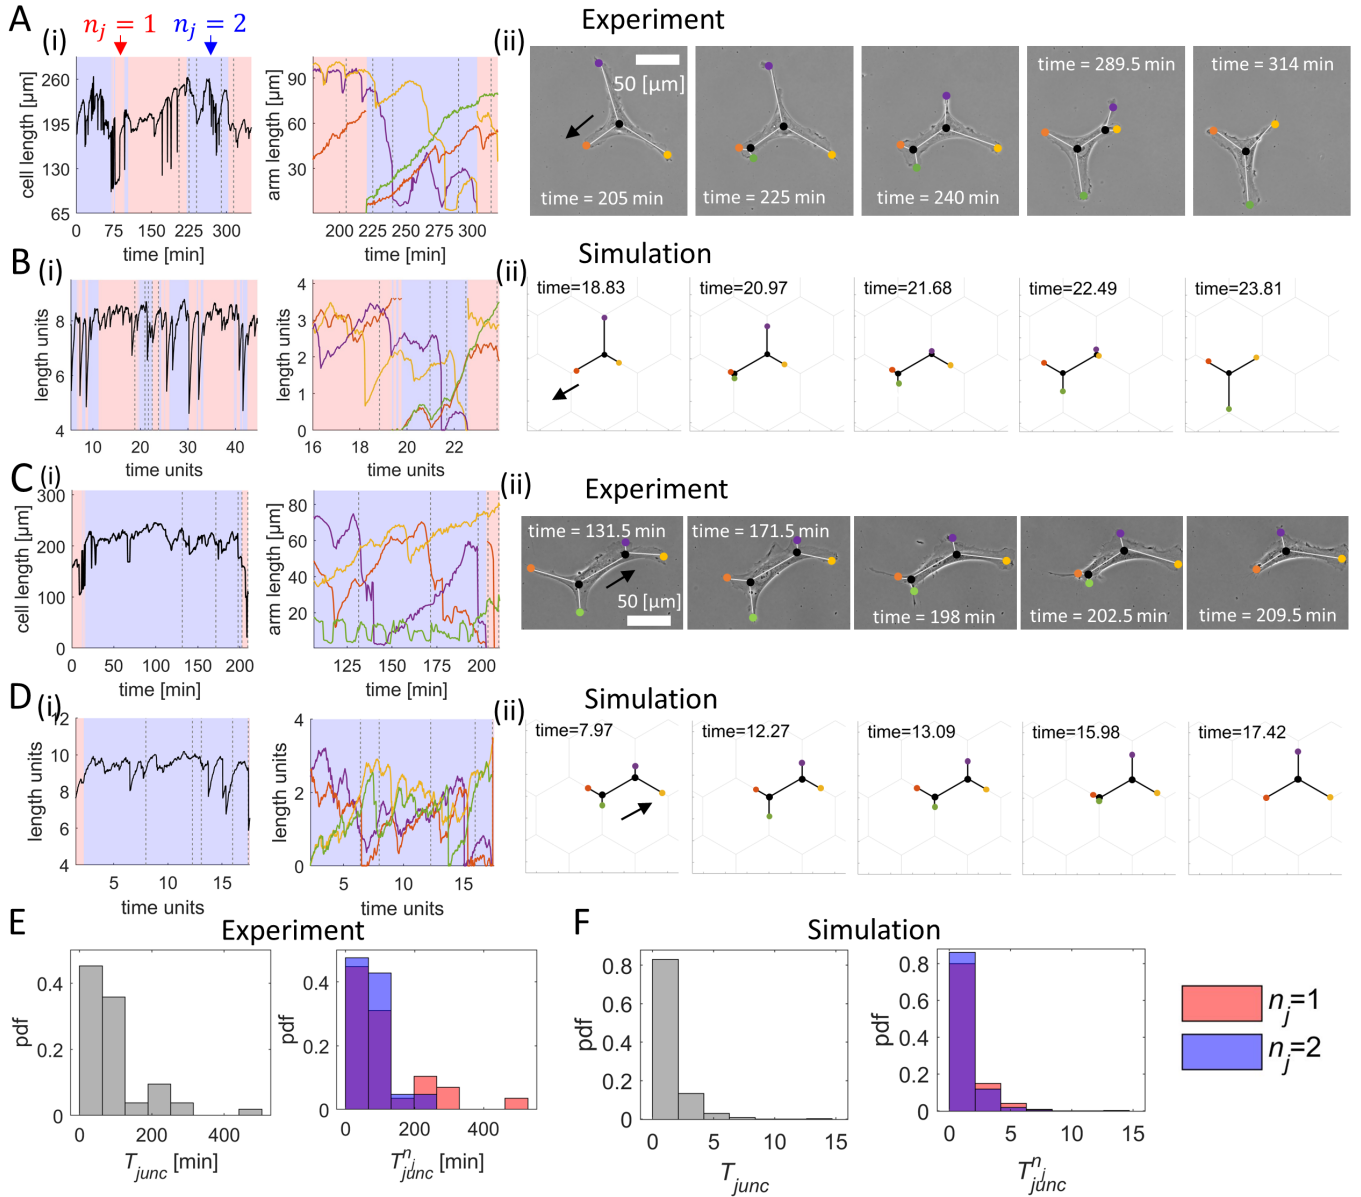 A
n_j = 1
n_j = 2
Experiment
(i)
(ii)
cell length [µm]
260
195
130
65
0
75
150
225
300
time [min]
arm length [µm]
90
60
30
200
225
250
275
300
time [min]
50 [µm]
time = 205 min
time = 225 min
time = 240 min
time = 289.5 min
time = 314 min
B
Simulation
(i)
(ii)
length units
8
6
4
10
20
30
40
time units
length units
4
3
2
1
0
16
18
20
22
time units
time=18.83
time=20.97
time=21.68
time=22.49
time=23.81
C
Experiment
(i)
(ii)
cell length [µm]
300
200
100
0
0
50
100
150
200
time [min]
arm length [µm]
80
60
40
20
125
150
175
200
time [min]
time = 131.5 min
50 [µm]
time = 171.5 min
time = 198 min
time = 202.5 min
time = 209.5 min
D
Simulation
(i)
(ii)
length units
12
10
8
6
4
5
10
15
time units
length units
4
2
0
5
10
15
time units
time=7.97
time=12.27
time=13.09
time=15.98
time=17.42
E
Experiment
pdf
0.4
0.2
0
0
200
400
T_junc [min]
pdf
0.4
0.2
0
0
200
400
T_junc^n_j [min]
F
Simulation
pdf
0.8
0.6
0.4
0.2
0
0
5
10
15
T_junc
pdf
0.8
0.6
0.4
0.2
0
0
5
10
15
T_junc^n_j
n_j=1
n_j=2